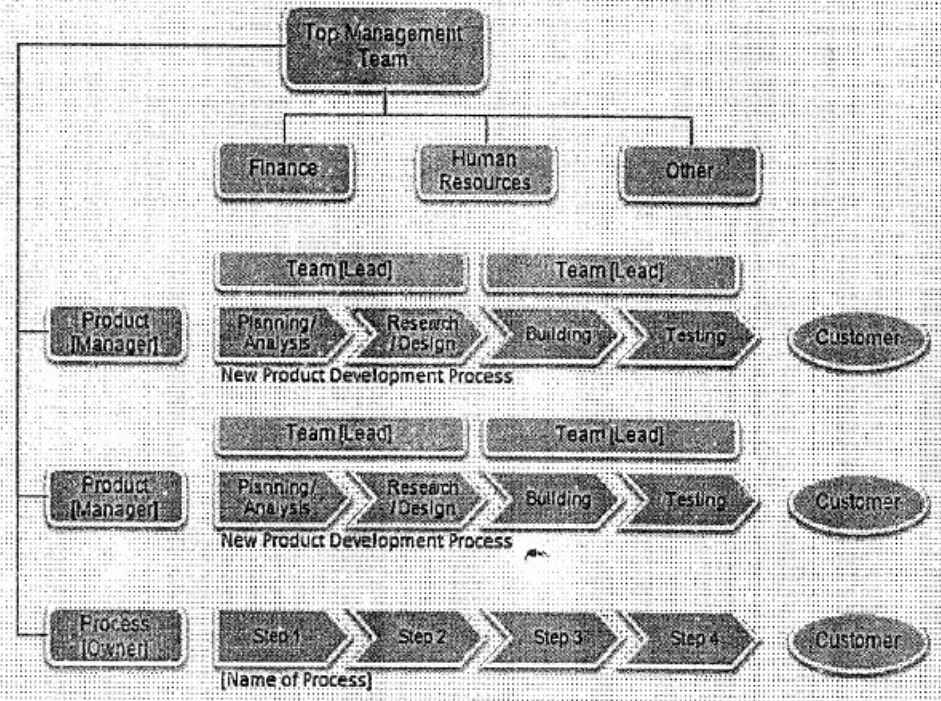 Top Management
Team
Finance
Human
Resources
Other
Team [Lead]
Team [Lead]
Product
[Manager]
Planning/
Analysis
Research
/Design
Building
Testing
Customer
New Product Development Process
Team [Lead]
Team [Lead]
Product
[Manager]
Planning/
Analysis
Research
/Design
Building
Testing
Customer
New Product Development Process
Process
[Owner]
Step 1
Step 2
Step 3
Step 4
Customer
[Name of Process]